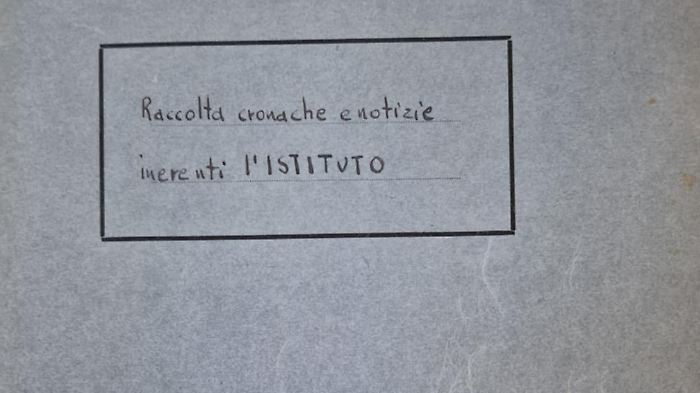 Raccolta cronache e notizie
inerenti l'ISTITUTO